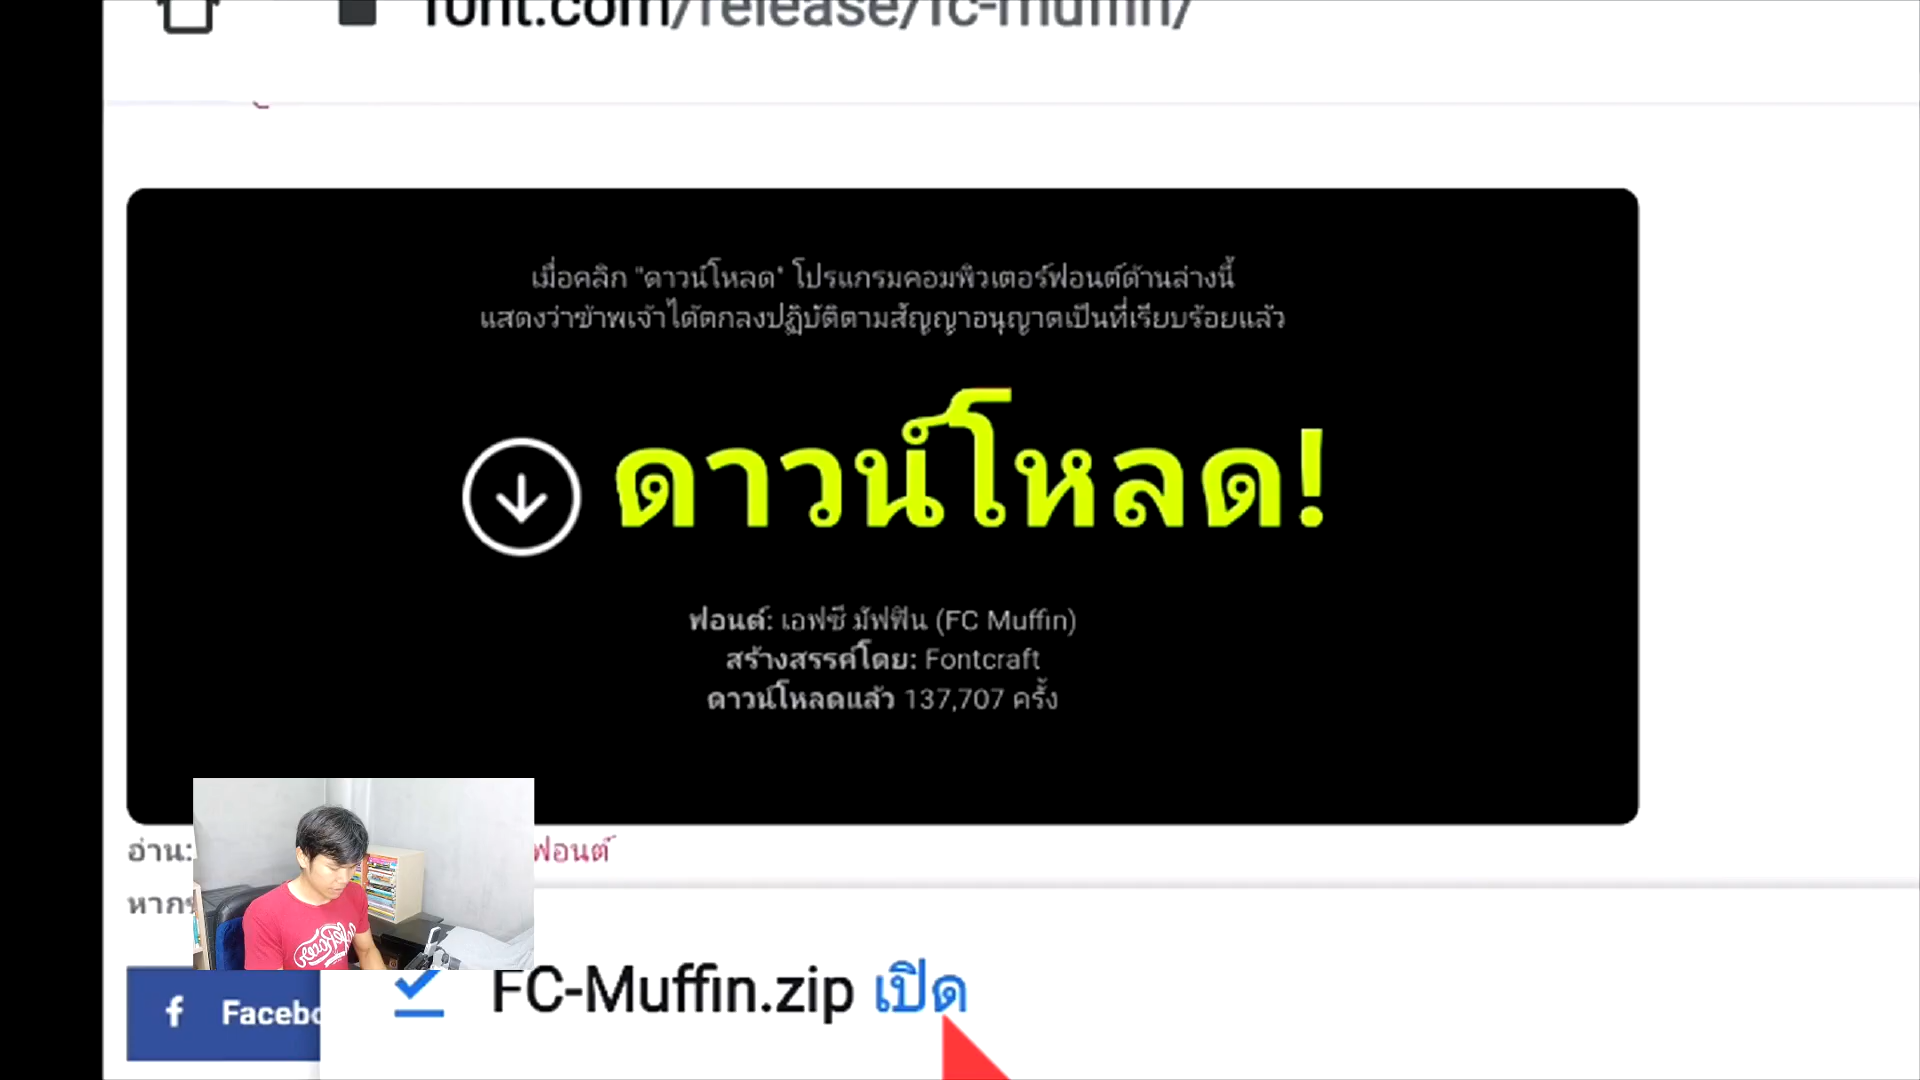 font.com/release/fc-muffin/
เมื่อคลิก "ดาวน์โหลด" โปรแกรมคอมพิวเตอร์ฟอนต์ด้านล่างนี้
แสดงว่าข้าพเจ้าได้ตกลงปฏิบัติตามสัญญาอนุญาตเป็นที่เรียบร้อยแล้ว
ดาวน์โหลด!
ฟอนต์: เอฟซี มัฟฟิน (FC Muffin)
สร้างสรรค์โดย: Fontcraft
ดาวน์โหลดแล้ว 137,707 ครั้ง
อ่าน: ฟอนต์
FC-Muffin.zip เปิด